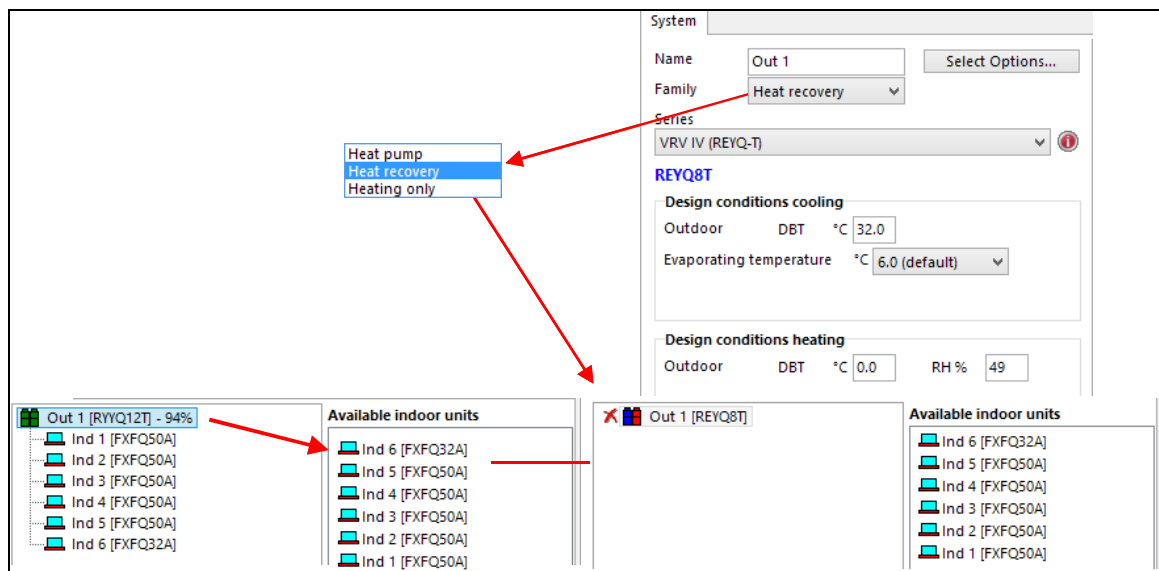 System
Name Out 1 Select Options...
Family Heat recovery
Series
VRV IV (REYQ-T)
REYQ8T
Design conditions cooling
Outdoor DBT °C 32.0
Evaporating temperature °C 6.0 (default)
Design conditions heating
Outdoor DBT °C 0.0 RH % 49
Heat pump
Heat recovery
Heating only
Out 1 [RYYQ12T] - 94%
Ind 1 [FXFQ50A]
Ind 2 [FXFQ50A]
Ind 3 [FXFQ50A]
Ind 4 [FXFQ50A]
Ind 5 [FXFQ50A]
Ind 6 [FXFQ32A]
Available indoor units
Ind 6 [FXFQ32A]
Ind 5 [FXFQ50A]
Ind 4 [FXFQ50A]
Ind 3 [FXFQ50A]
Ind 2 [FXFQ50A]
Ind 1 [FXFQ50A]
Out 1 [REYQ8T]
Available indoor units
Ind 6 [FXFQ32A]
Ind 5 [FXFQ50A]
Ind 4 [FXFQ50A]
Ind 3 [FXFQ50A]
Ind 2 [FXFQ50A]
Ind 1 [FXFQ50A]